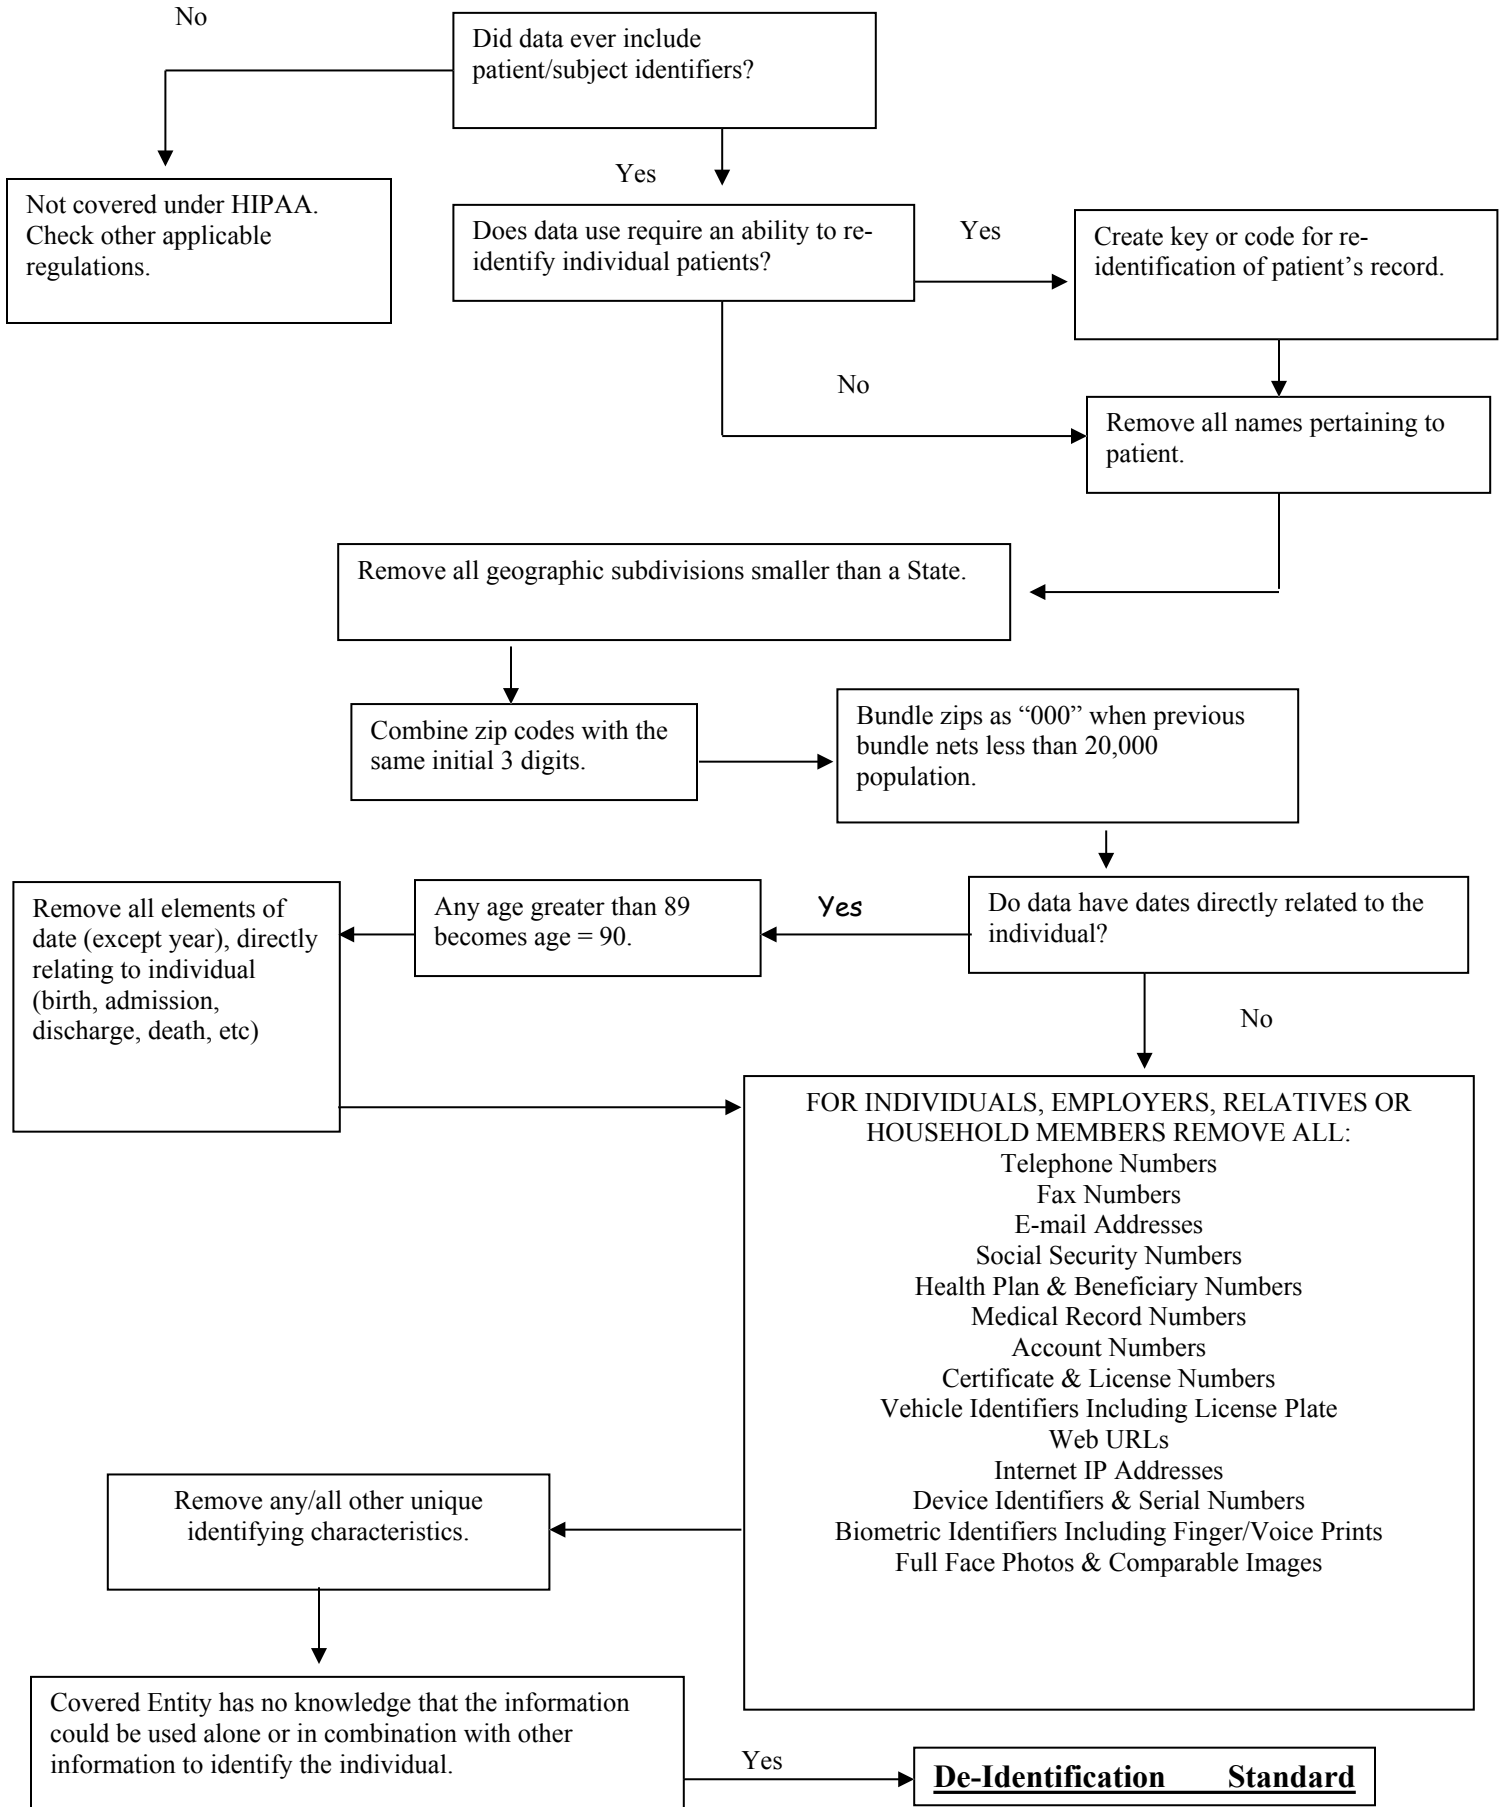 No
Did data ever include
patient/subject identifiers?
Yes
Not covered under HIPAA.
Check other applicable
regulations.
Does data use require an ability to re-
identify individual patients?
Yes
Create key or code for re-
identification of patient’s record.
No
Remove all names pertaining to
patient.
Remove all geographic subdivisions smaller than a State.
Combine zip codes with the
same initial 3 digits.
Bundle zips as “000” when previous
bundle nets less than 20,000
population.
Do data have dates directly related to the
individual?
Yes
Any age greater than 89
becomes age = 90.
Remove all elements of
date (except year), directly
relating to individual
(birth, admission,
discharge, death, etc)
No
FOR INDIVIDUALS, EMPLOYERS, RELATIVES OR
HOUSEHOLD MEMBERS REMOVE ALL:
Telephone Numbers
Fax Numbers
E-mail Addresses
Social Security Numbers
Health Plan & Beneficiary Numbers
Medical Record Numbers
Account Numbers
Certificate & License Numbers
Vehicle Identifiers Including License Plate
Web URLs
Internet IP Addresses
Device Identifiers & Serial Numbers
Biometric Identifiers Including Finger/Voice Prints
Full Face Photos & Comparable Images
Remove any/all other unique
identifying characteristics.
Covered Entity has no knowledge that the information
could be used alone or in combination with other
information to identify the individual.
Yes
De-Identification Standard